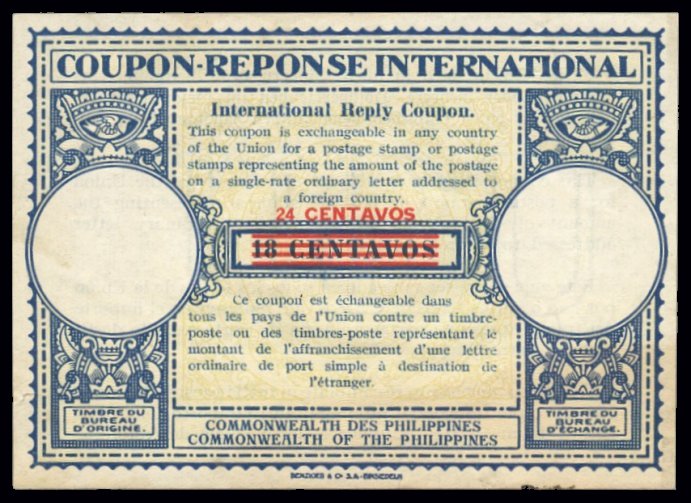 COUPON-REPONSE INTERNATIONAL
International Reply Coupon.
This coupon is exchangeable in any country
of the Union for a postage stamp or postage
stamps representing the amount of the postage
on a single-rate ordinary letter addressed to
a foreign country.
24 CENTAVOS
18 CENTAVOS
Ce coupon est échangeable dans
tous les pays de l'Union contre un timbre-
poste ou des timbres-poste représentant le
montant de l'affranchissement d'une lettre
ordinaire de port simple à destination de
l'étranger.
TIMBRE DU
BUREAU
D'ORIGINE.
TIMBRE DU
BUREAU
D'ÉCHANGE.
COMMONWEALTH DES PHILIPPINES
COMMONWEALTH OF THE PHILIPPINES